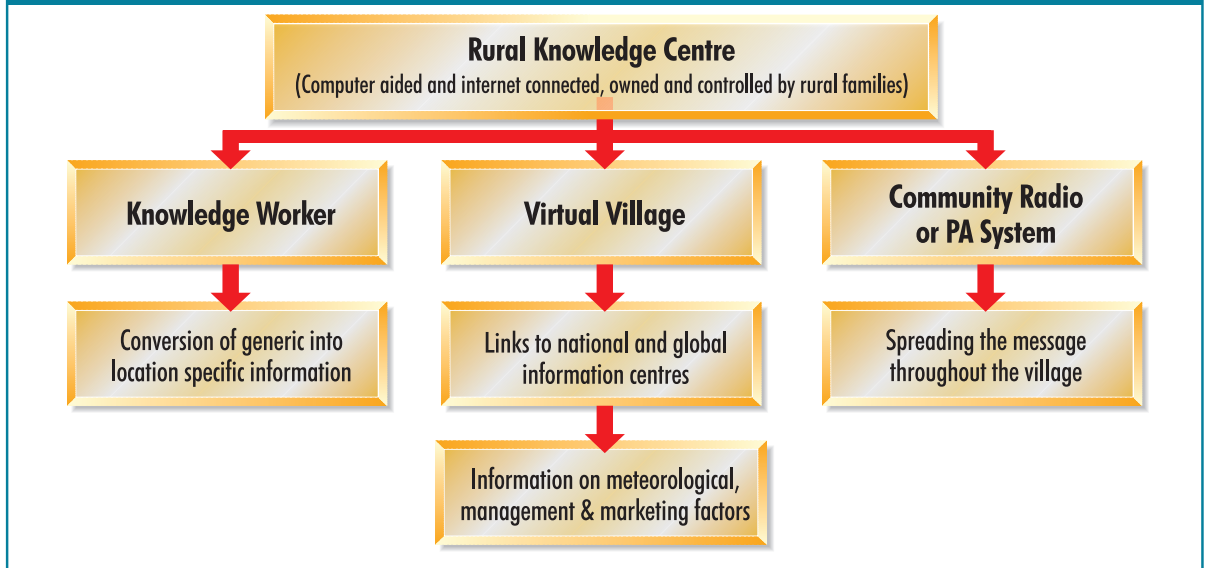 Rural Knowledge Centre
(Computer aided and internet connected, owned and controlled by rural families)
Knowledge Worker
Virtual Village
Community Radio
or PA System
Conversion of generic into
location specific information
Links to national and global
information centres
Spreading the message
throughout the village
Information on meteorological,
management & marketing factors